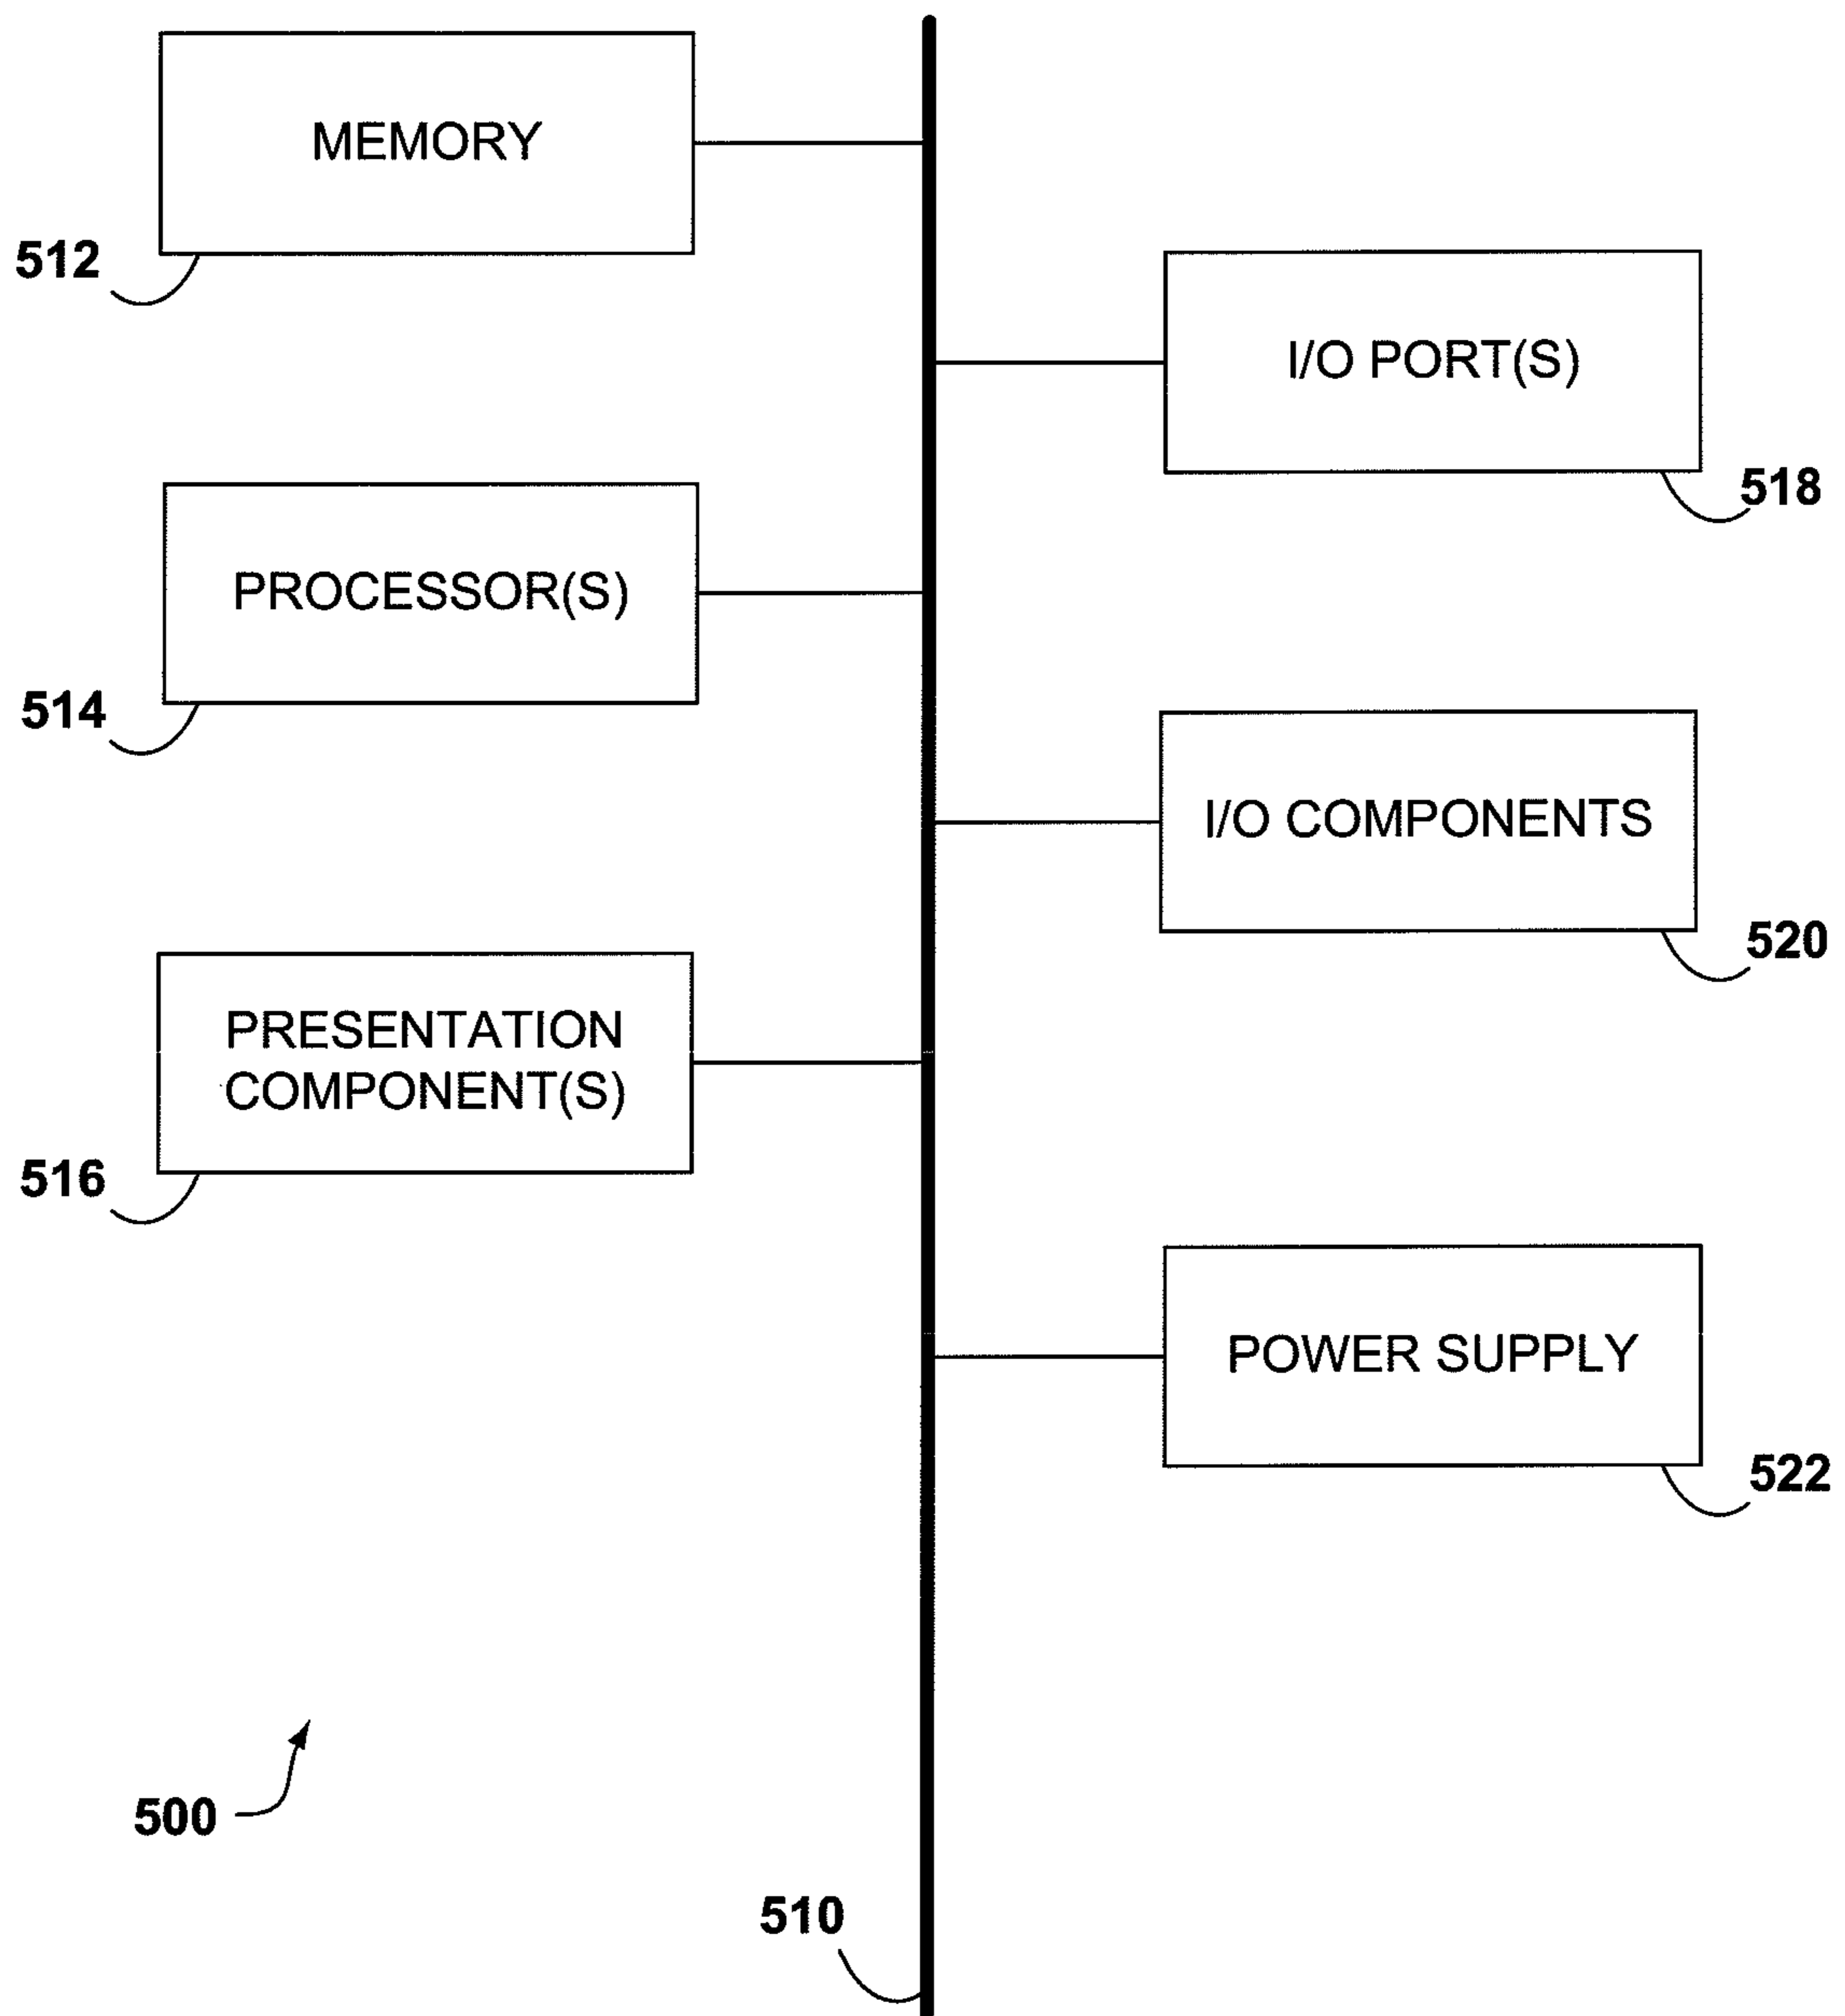 MEMORY
512
I/O PORT(S)
518
PROCESSOR(S)
514
I/O COMPONENTS
520
PRESENTATION
COMPONENT(S)
516
POWER SUPPLY
522
500
510